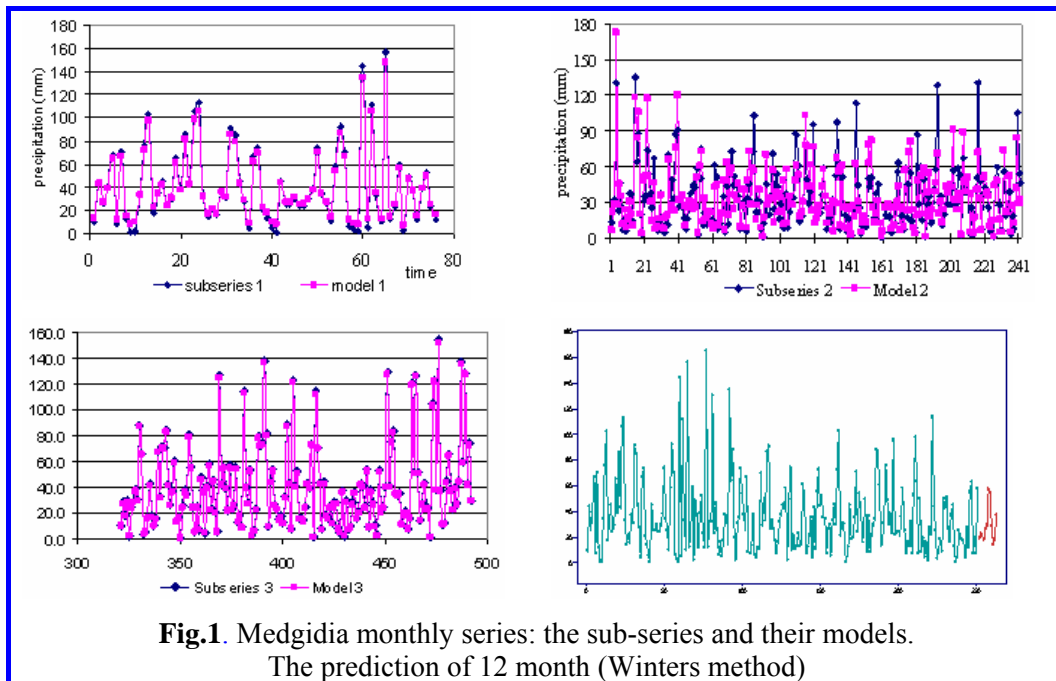 180
160
140
120
100
80
60
40
20
0
precipitation (mm)
0 20 40 60 80
time
subseries 1 model 1
180
150
120
90
60
30
0
precipitation (mm)
1 21 41 61 81 101 121 141 161 181 201 221 241
Subseries 2 Model 2
160.0
140.0
120.0
100.0
80.0
60.0
40.0
20.0
0.0
300 350 400 450 500
Subseries 3 Model3
Fig.1. Medgidia monthly series: the sub-series and their models.
The prediction of 12 month (Winters method)